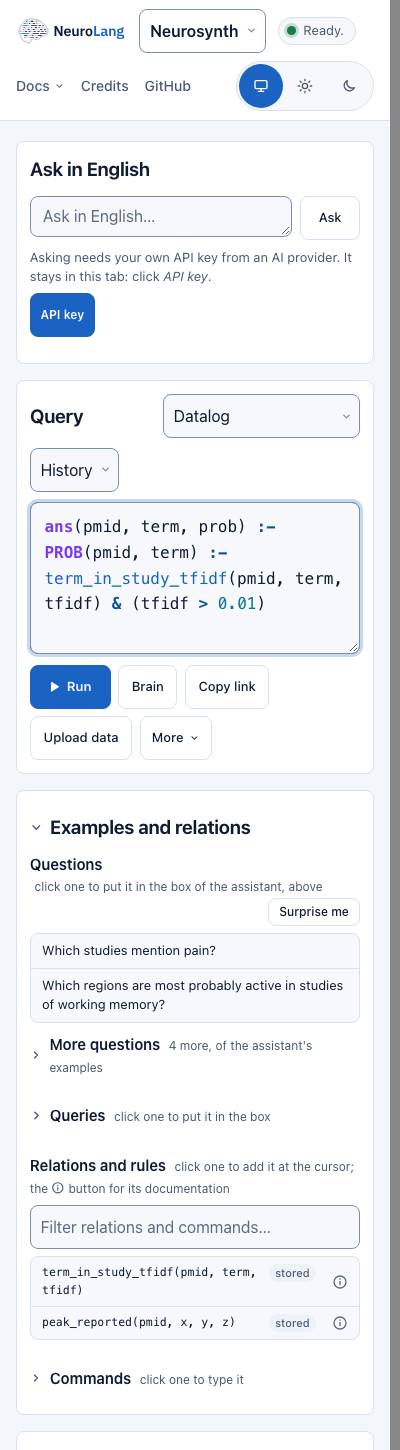 NeuroLang
Neurosynth
Ready.
Docs
Credits
GitHub
Ask in English
Ask in English...
Ask
Asking needs your own API key from an AI provider. It
stays in this tab: click API key.
API key
Query
Datalog
History
ans(pmid, term, prob) :-
PROB(pmid, term) :-
term_in_study_tfidf(pmid, term,
tfidf) & (tfidf > 0.01)
Run
Brain
Copy link
Upload data
More
Examples and relations
Questions
click one to put it in the box of the assistant, above
Surprise me
Which studies mention pain?
Which regions are most probably active in studies
of working memory?
More questions 4 more, of the assistant's
examples
Queries click one to put it in the box
Relations and rules click one to add it at the cursor;
the ⓘ button for its documentation
Filter relations and commands...
term_in_study_tfidf(pmid, term,
tfidf)
stored
peak_reported(pmid, x, y, z)
stored
Commands click one to type it